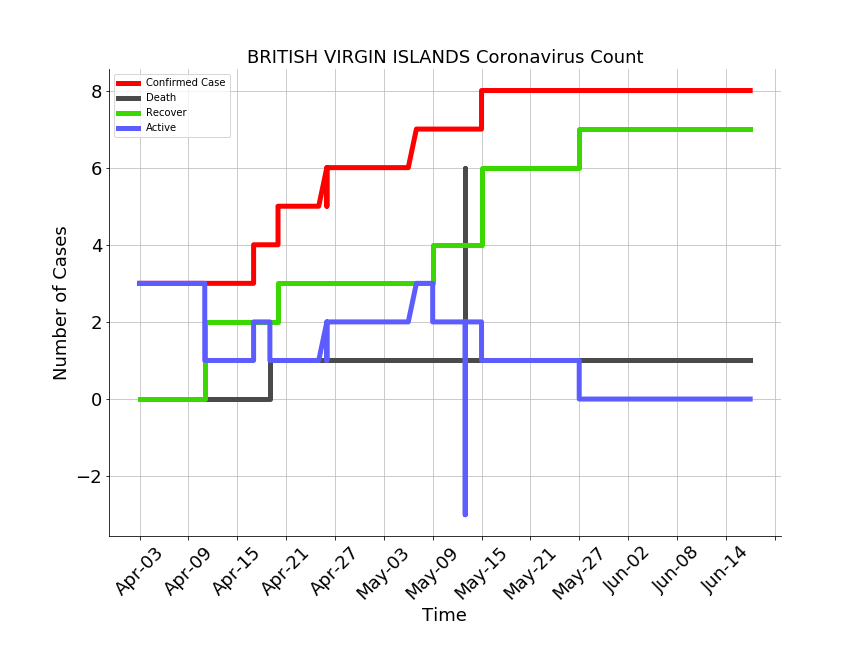 BRITISH VIRGIN ISLANDS Coronavirus Count
Confirmed Case
Death
Recover
Active
Number of Cases
8
6
4
2
0
−2
Apr-03
Apr-09
Apr-15
Apr-21
Apr-27
May-03
May-09
May-15
May-21
May-27
Jun-02
Jun-08
Jun-14
Time